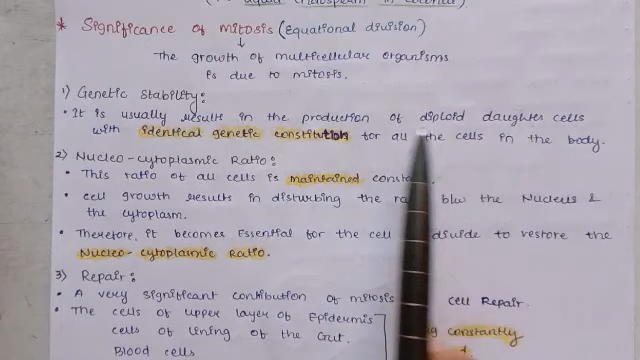 (
* Significance of mitosis (Equational division)
↓
The growth of multicellular organisms
is due to mitosis.
1) Genetic Stability:
• It is usually results in the production of diploid daughter cells
with identical genetic constitution for all the cells in the body.
2) Nucleo-cytoplasmic Ratio:
• This ratio of all cells is maintained
• cell growth results in disturbing the b/w the Nucleus &
the cytoplasm.
• Therefore, it becomes Essential for the cell divide to restore the
Nucleo-cytoplasmic Ratio.
3) Repair:
• A very significant contibution of mitosis cell Repair.
• The cells of upper layer of Epidermis
cells of lining of the Gut. constantly
Blood cells